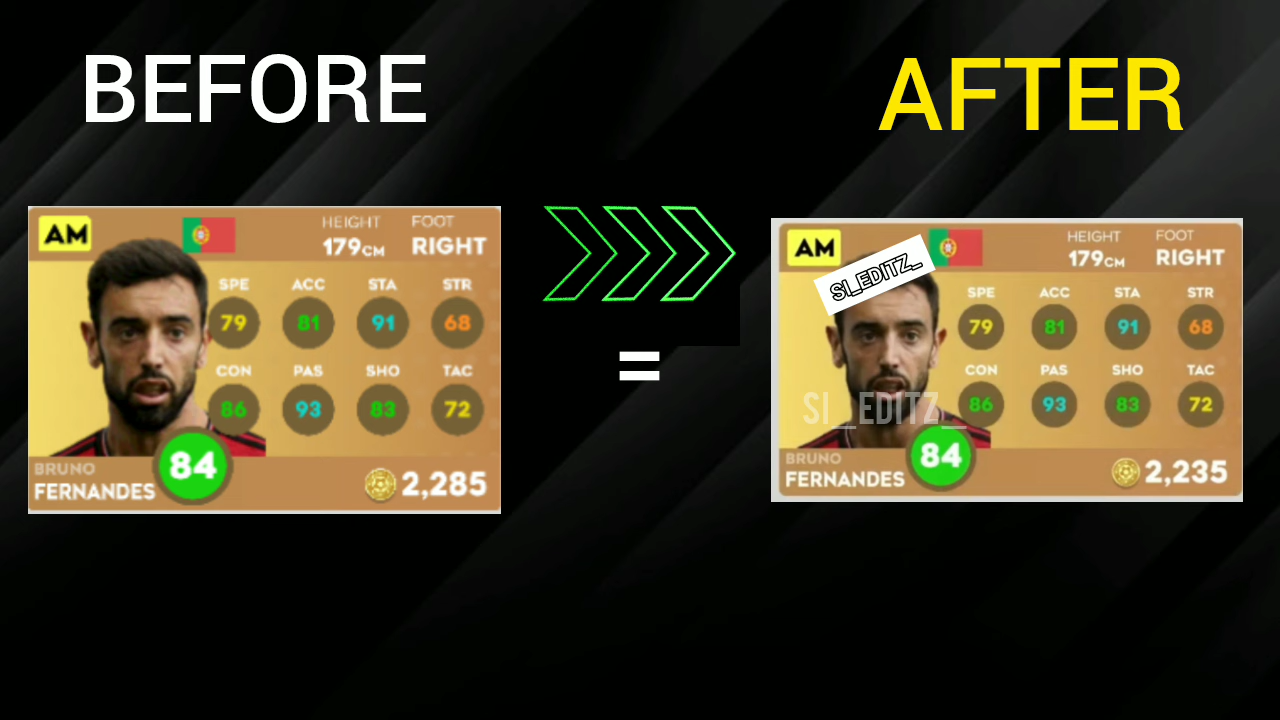 BEFORE
AFTER
AM
HEIGHT FOOT
179CM RIGHT
SPE ACC STA STR
79 81 91 68
CON PAS SHO TAC
86 93 83 72
BRUNO
FERNANDES
84
2,285
=
AM
SI_EDITZ_
HEIGHT FOOT
179CM RIGHT
SPE ACC STA STR
79 81 91 68
CON PAS SHO TAC
86 93 83 72
SI_EDITZ_
BRUNO
FERNANDES
84
2,235